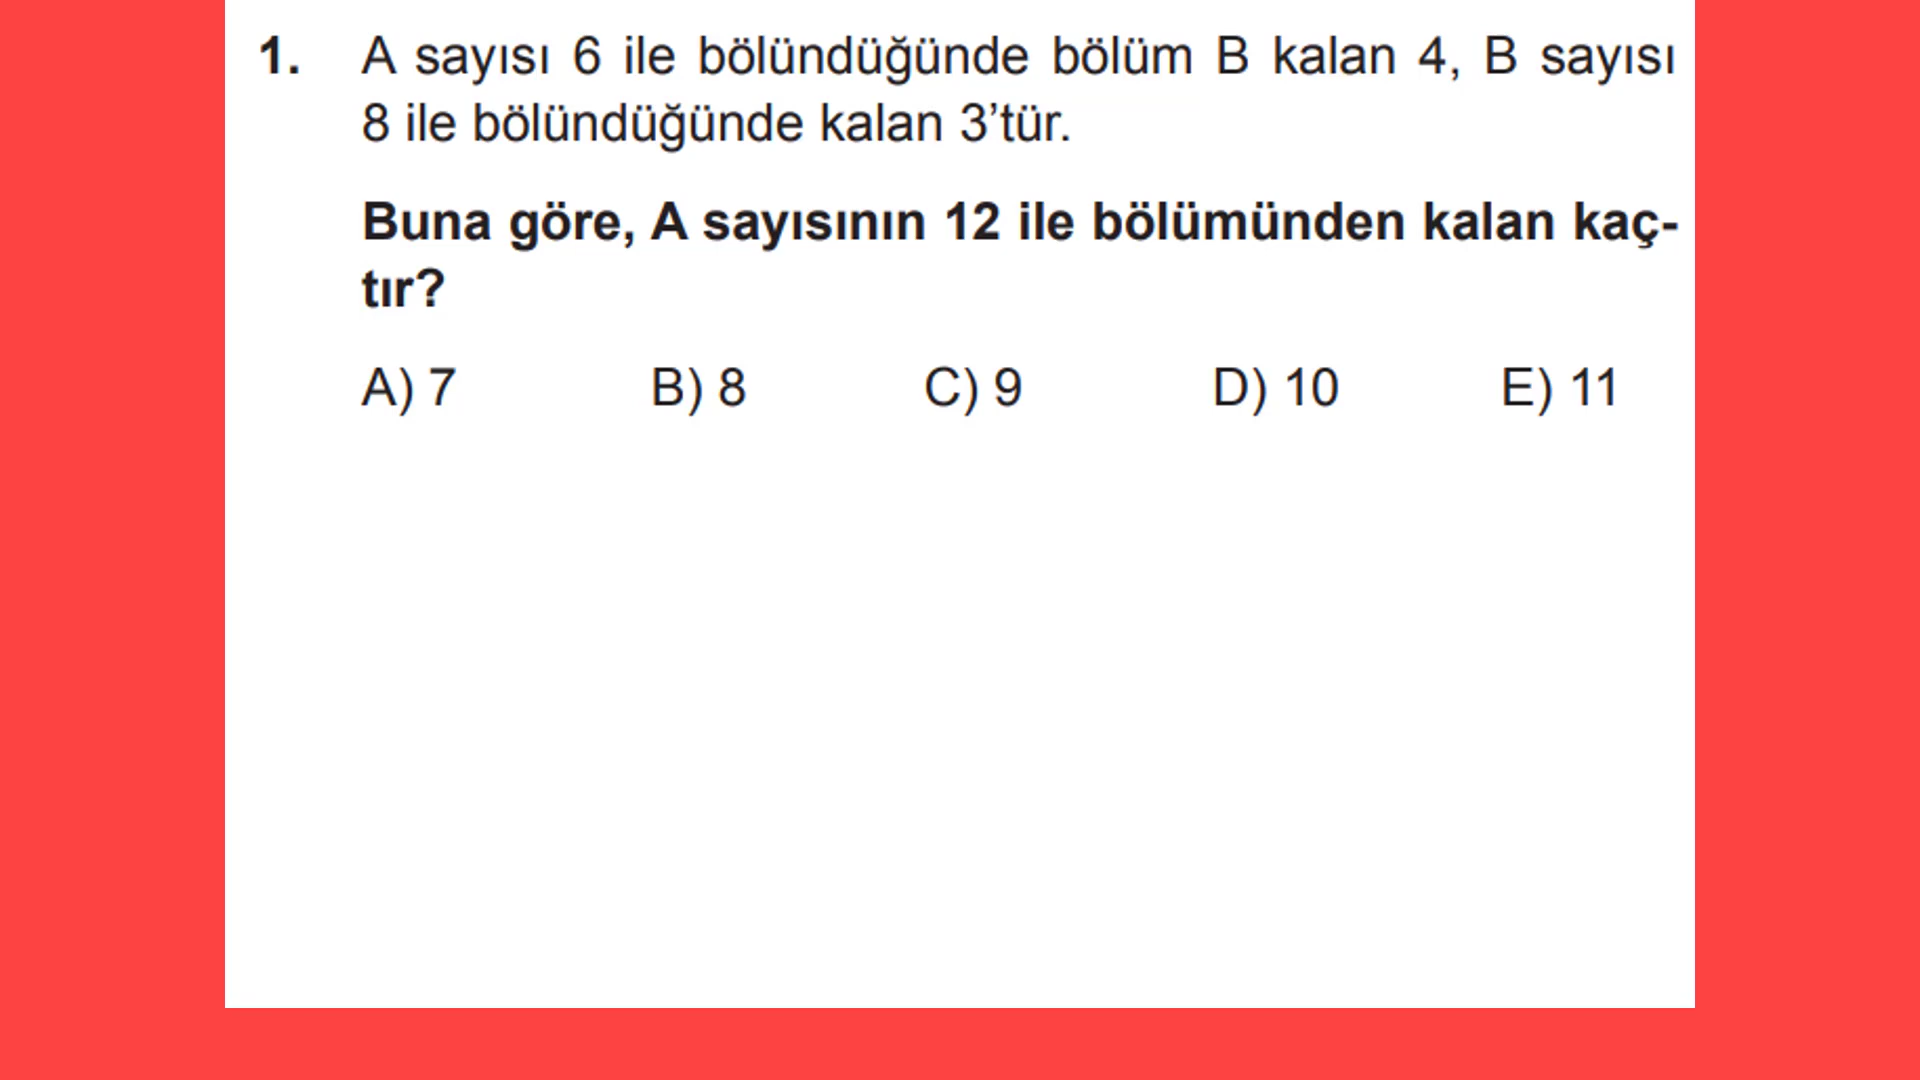 1. A sayısı 6 ile bölündüğünde bölüm B kalan 4, B sayısı
8 ile bölündüğünde kalan 3’tür.
Buna göre, A sayısının 12 ile bölümünden kalan kaç-
tır?
A) 7 B) 8 C) 9 D) 10 E) 11